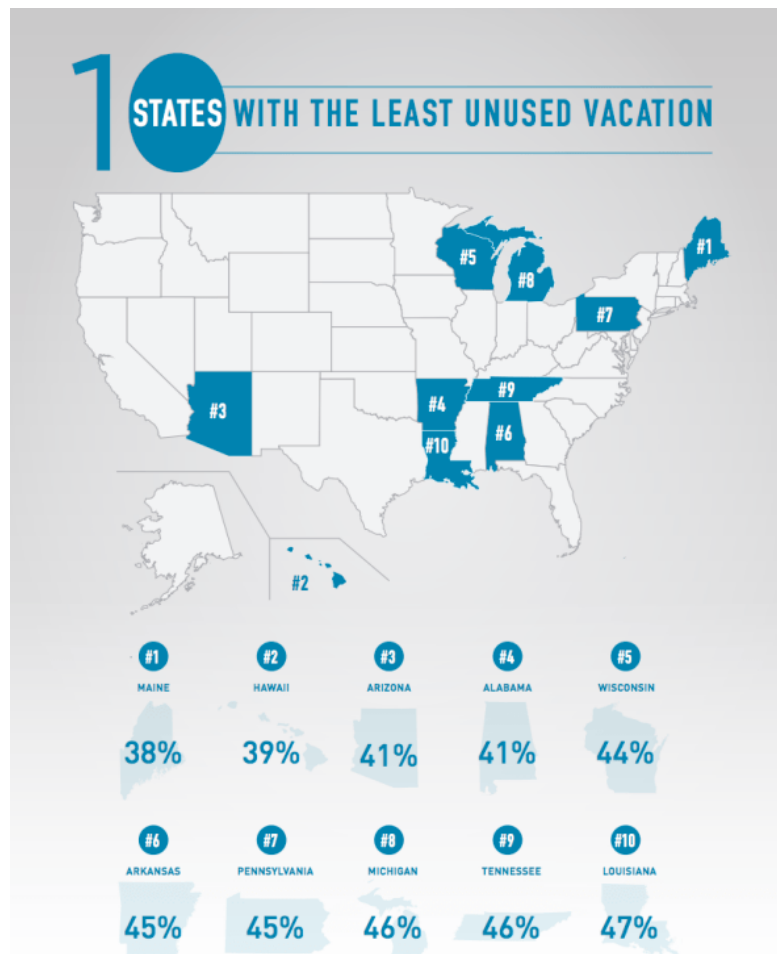 10 STATES WITH THE LEAST UNUSED VACATION
#1
#5
#8
#7
#9
#3
#4
#6
#10
#2
#1 #2 #3 #4 #5
MAINE HAWAII ARIZONA ALABAMA WISCONSIN
38% 39% 41% 41% 44%
#6 #7 #8 #9 #10
ARKANSAS PENNSYLVANIA MICHIGAN TENNESSEE LOUISIANA
45% 45% 46% 46% 47%